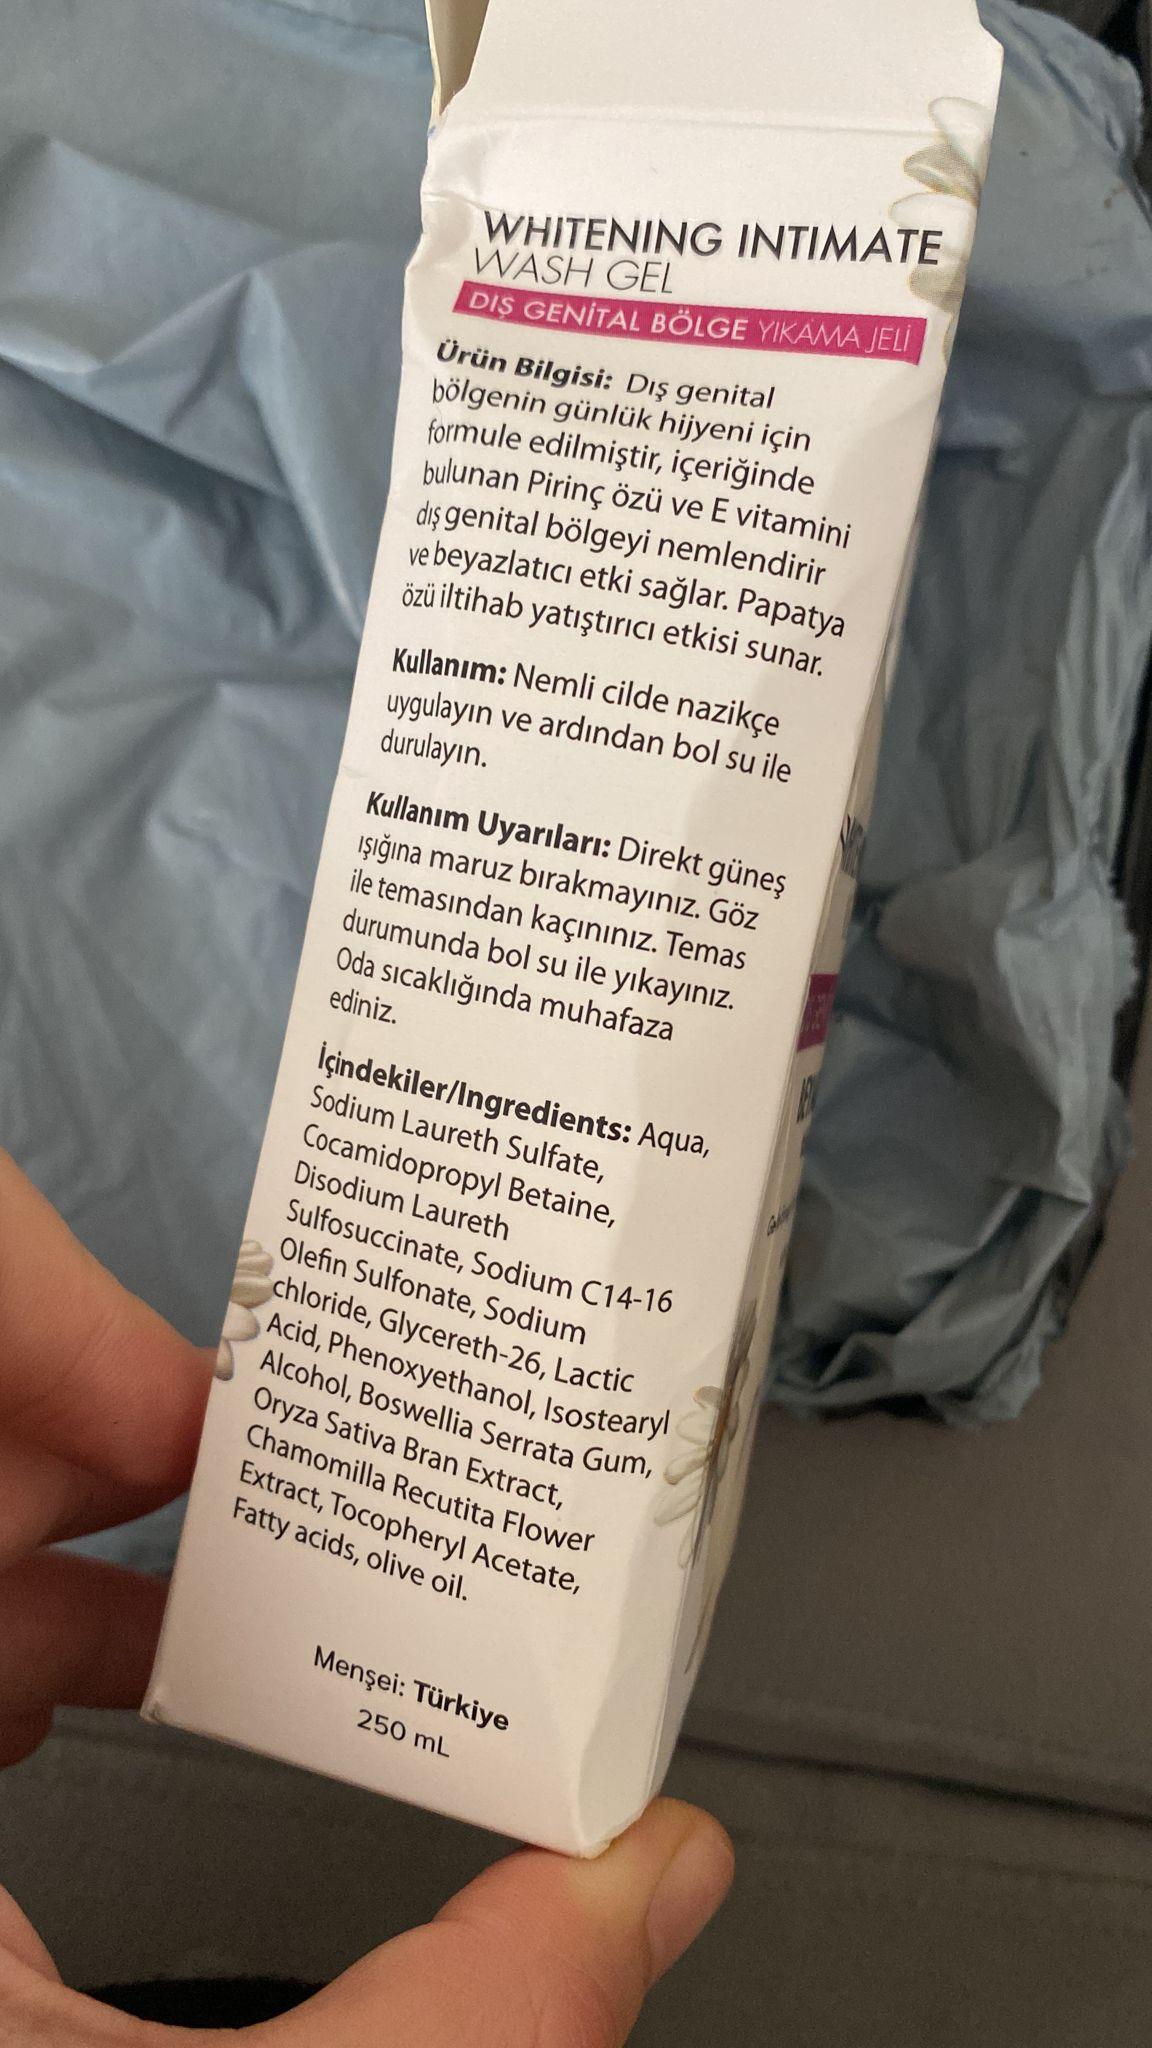 WHITENING INTIMATE
WASH GEL
DIŞ GENİTAL BÖLGE YIKAMA JELİ
Ürün Bilgisi: Dış genital
bölgenin günlük hijyeni için
formule edilmiştir, içeriğinde
bulunan Pirinç özü ve E vitamini
dış genital bölgeyi nemlendirir
ve beyazlatıcı etki sağlar. Papatya
özü iltihab yatıştırıcı etkisi sunar.
Kullanım: Nemli cilde nazikçe
uygulayın ve ardından bol su ile
durulayın.
Kullanım Uyarıları: Direkt güneş
ışığına maruz bırakmayınız. Göz
ile temasından kaçınınız. Temas
durumunda bol su ile yıkayınız.
Oda sıcaklığında muhafaza
ediniz.
İçindekiler/Ingredients: Aqua,
Sodium Laureth Sulfate,
Cocamidopropyl Betaine,
Disodium Laureth
Sulfosuccinate, Sodium C14-16
Olefin Sulfonate, Sodium
chloride, Glycereth-26, Lactic
Acid, Phenoxyethanol, Isostearyl
Alcohol, Boswellia Serrata Gum,
Oryza Sativa Bran Extract,
Chamomilla Recutita Flower
Extract, Tocopheryl Acetate,
Fatty acids, olive oil.
Menşei: Türkiye
250 mL